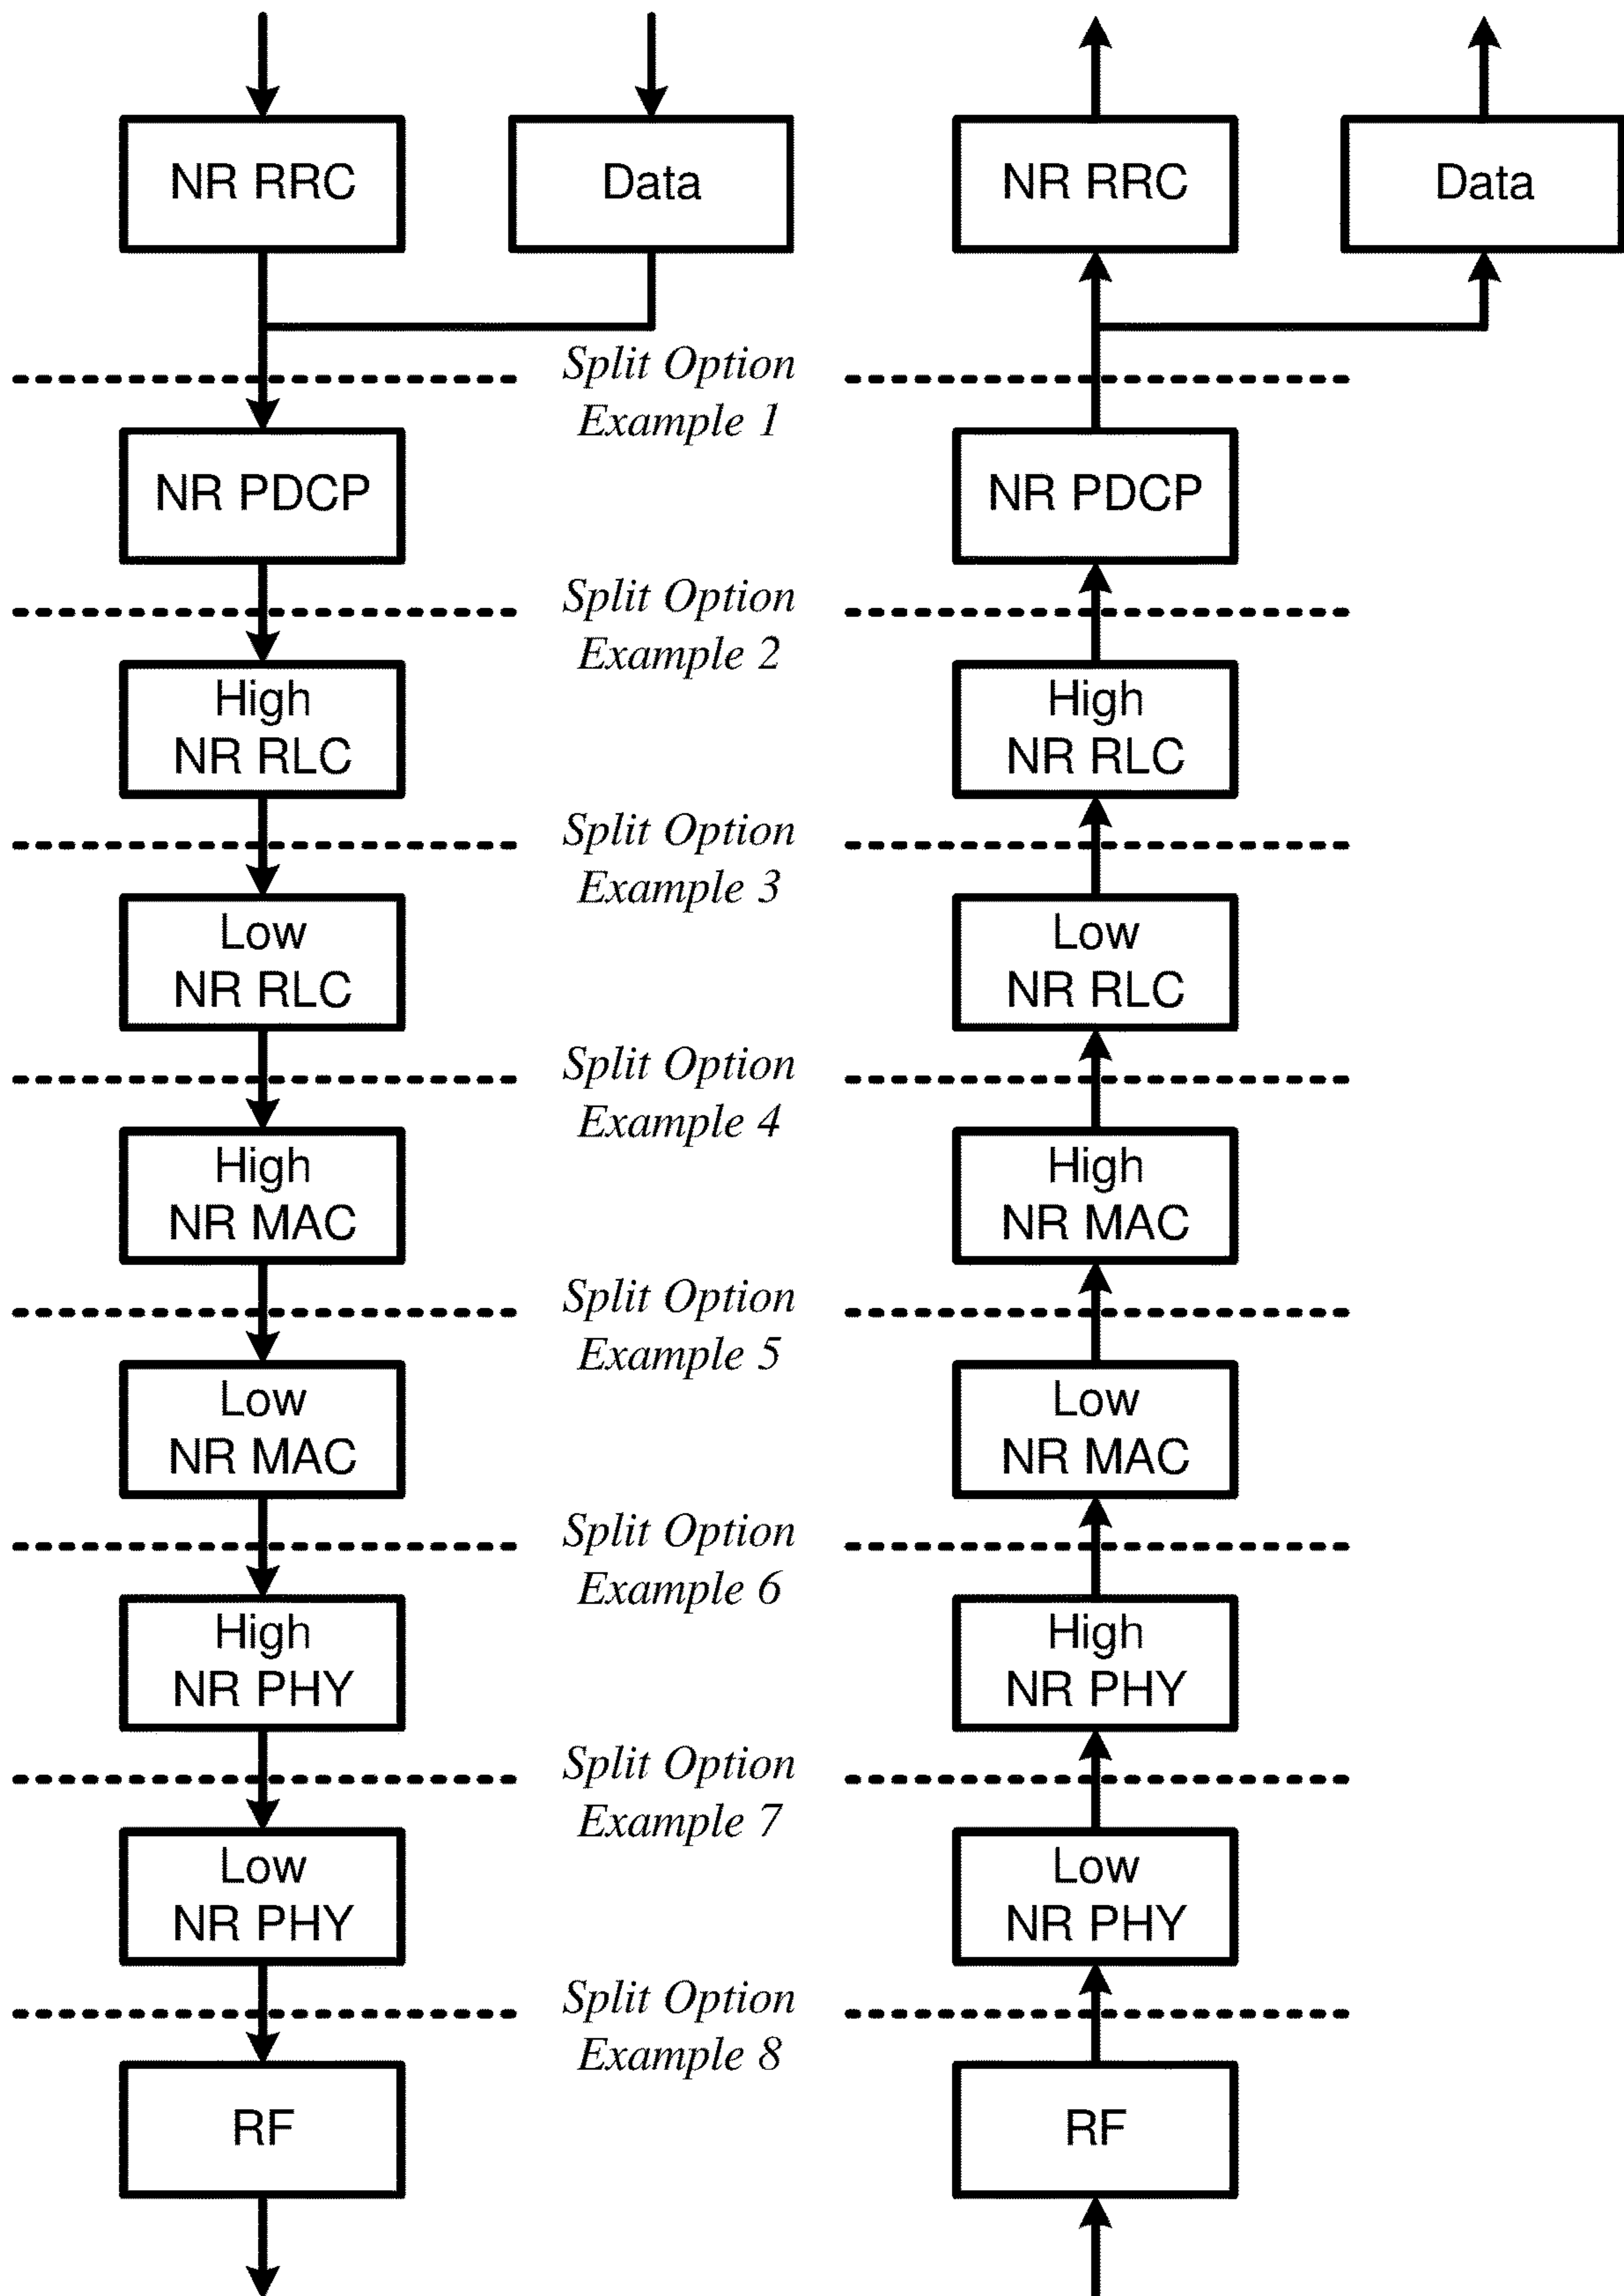 NR RRC
Data
NR RRC
Data
Split Option
Example 1
NR PDCP
NR PDCP
Split Option
Example 2
High
NR RLC
High
NR RLC
Split Option
Example 3
Low
NR RLC
Low
NR RLC
Split Option
Example 4
High
NR MAC
High
NR MAC
Split Option
Example 5
Low
NR MAC
Low
NR MAC
Split Option
Example 6
High
NR PHY
High
NR PHY
Split Option
Example 7
Low
NR PHY
Low
NR PHY
Split Option
Example 8
RF
RF